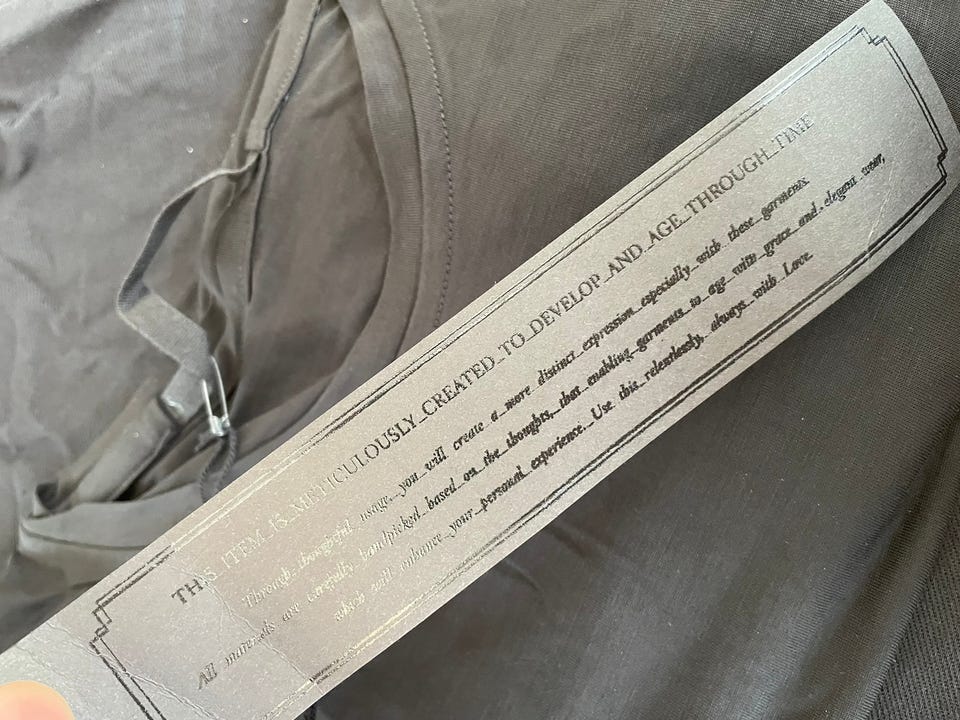 THIS_ITEM_IS_METICULOUSLY_CREATED_TO_DEVELOP_AND_AGE_THROUGH_TIME
Through_thoughtful_usage,_you_will_create_a_more_distinct_expression_especially_with_these_garments.
All_materials_are_carefully_handpicked_based_on_the_thoughts_that_enabling_garments_to_age_with_grace_and_elegant_wear,
which_will_enhance_your_personal_experience._Use_this_relentlessly,_always_with_Love.